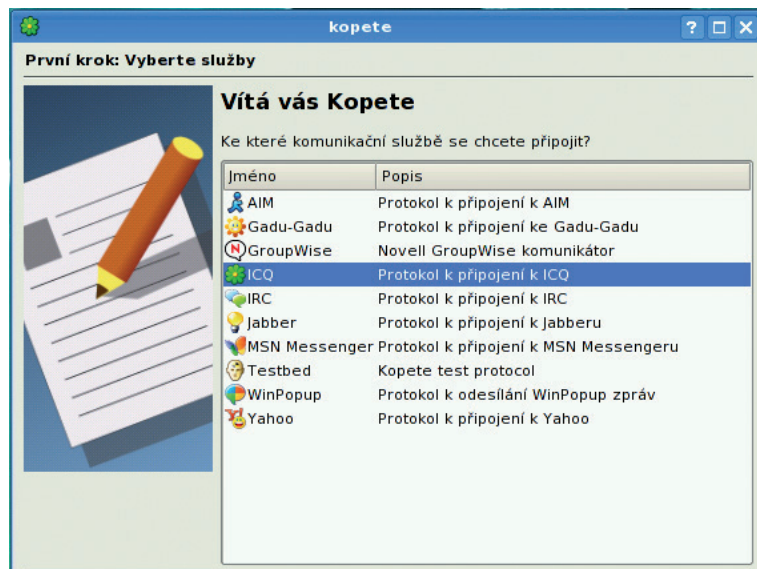 kopete
První krok: Vyberte služby
Vítá vás Kopete
Ke které komunikační službě se chcete připojit?
Jméno Popis
AIM Protokol k připojení k AIM
Gadu-Gadu Protokol k připojení ke Gadu-Gadu
GroupWise Novell GroupWise komunikátor
ICQ Protokol k připojení k ICQ
IRC Protokol k připojení k IRC
Jabber Protokol k připojení k Jabberu
MSN Messenger Protokol k připojení k MSN Messengeru
Testbed Kopete test protocol
WinPopup Protokol k odesílání WinPopup zpráv
Yahoo Protokol k připojení k Yahoo